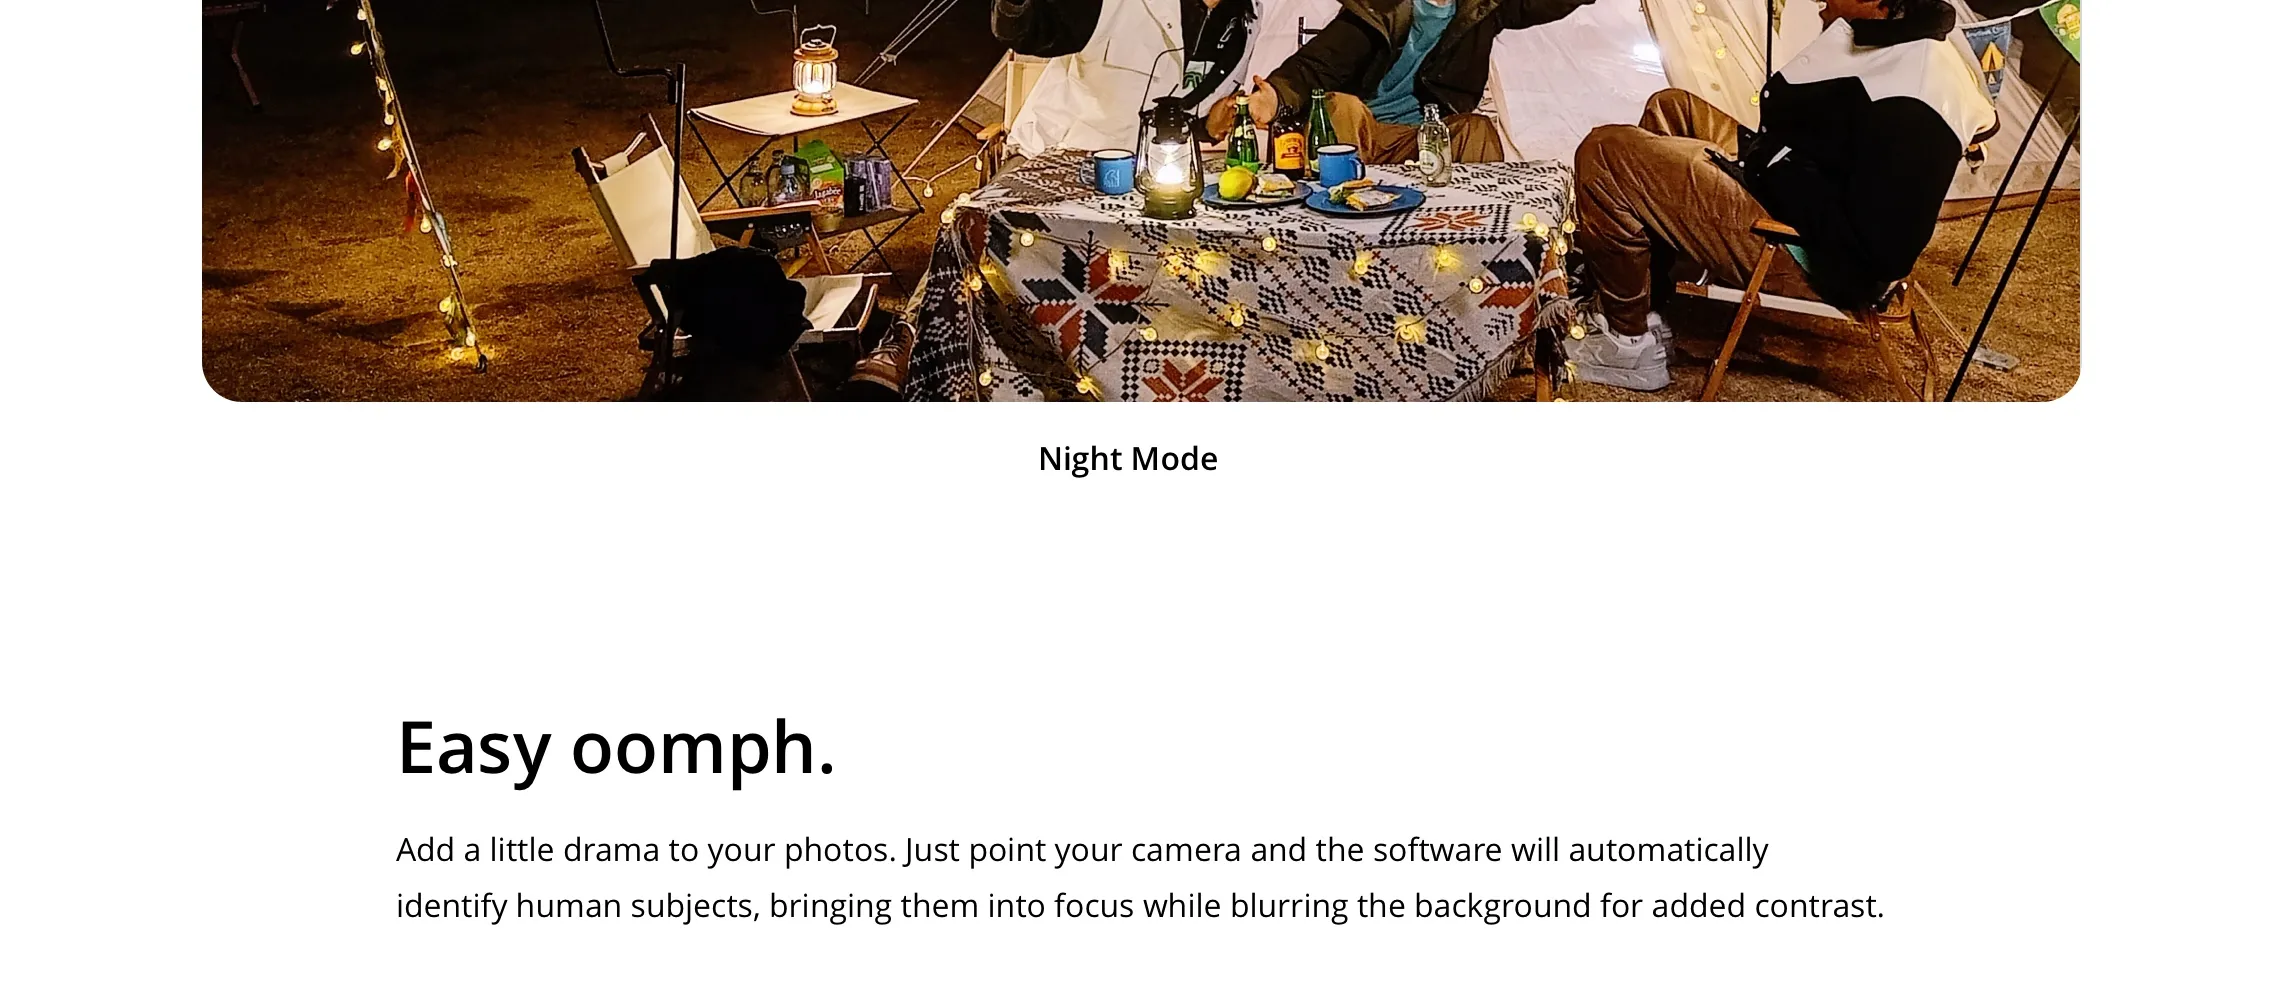 Jagabee
Night Mode
Easy oomph.
Add a little drama to your photos. Just point your camera and the software will automatically
identify human subjects, bringing them into focus while blurring the background for added contrast.